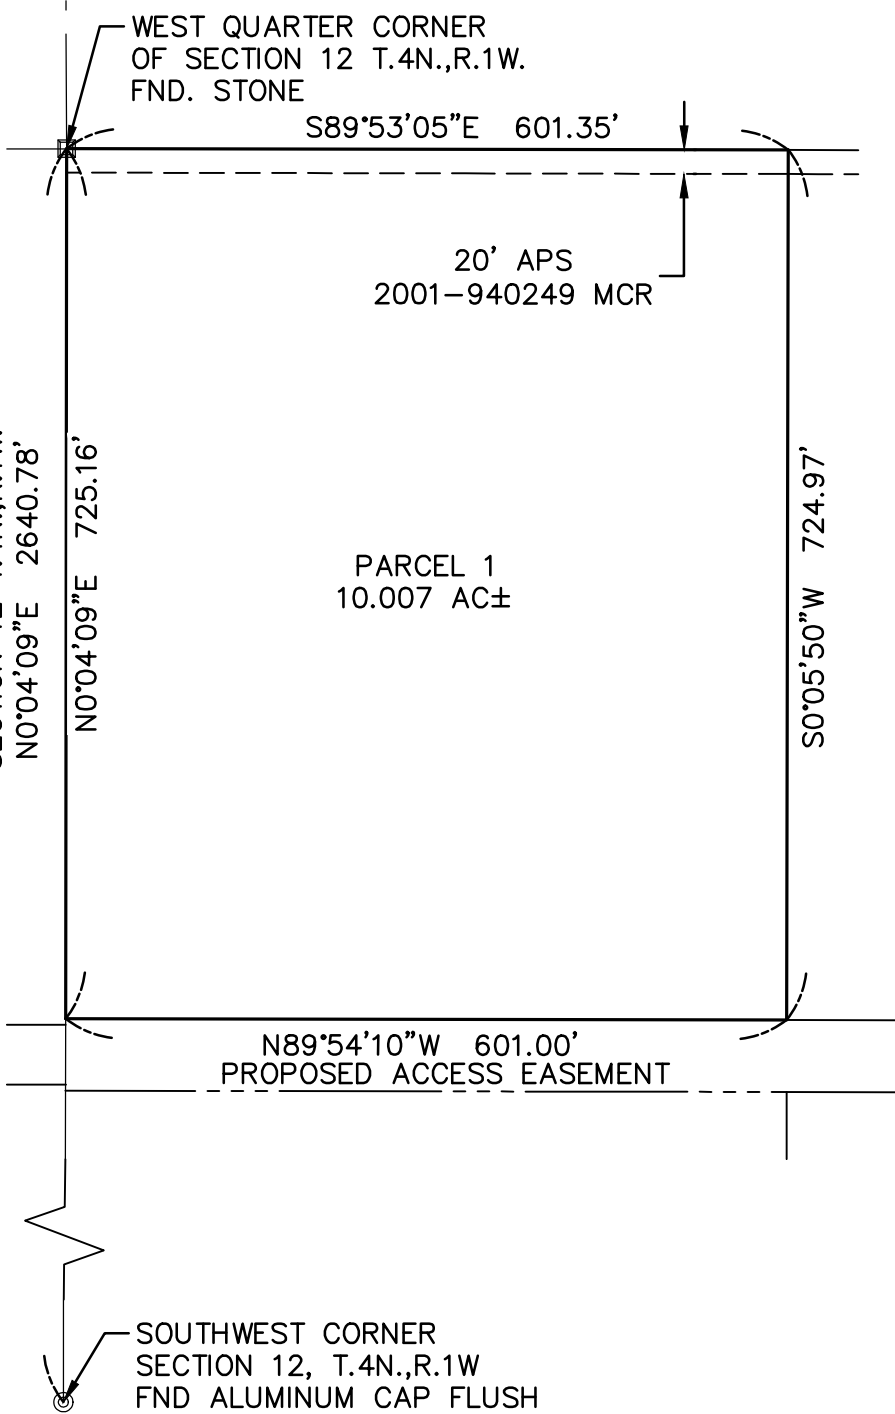 WEST QUARTER CORNER
OF SECTION 12 T.4N.,R.1W.
FND. STONE
S89°53'05"E 601.35'
20' APS
2001-940249 MCR
N0°04'09"E 2640.78'
N0°04'09"E 725.16'
PARCEL 1
10.007 AC±
S0°05'50"W 724.97'
N89°54'10"W 601.00'
PROPOSED ACCESS EASEMENT
SOUTHWEST CORNER
SECTION 12, T.4N.,R.1W
FND ALUMINUM CAP FLUSH